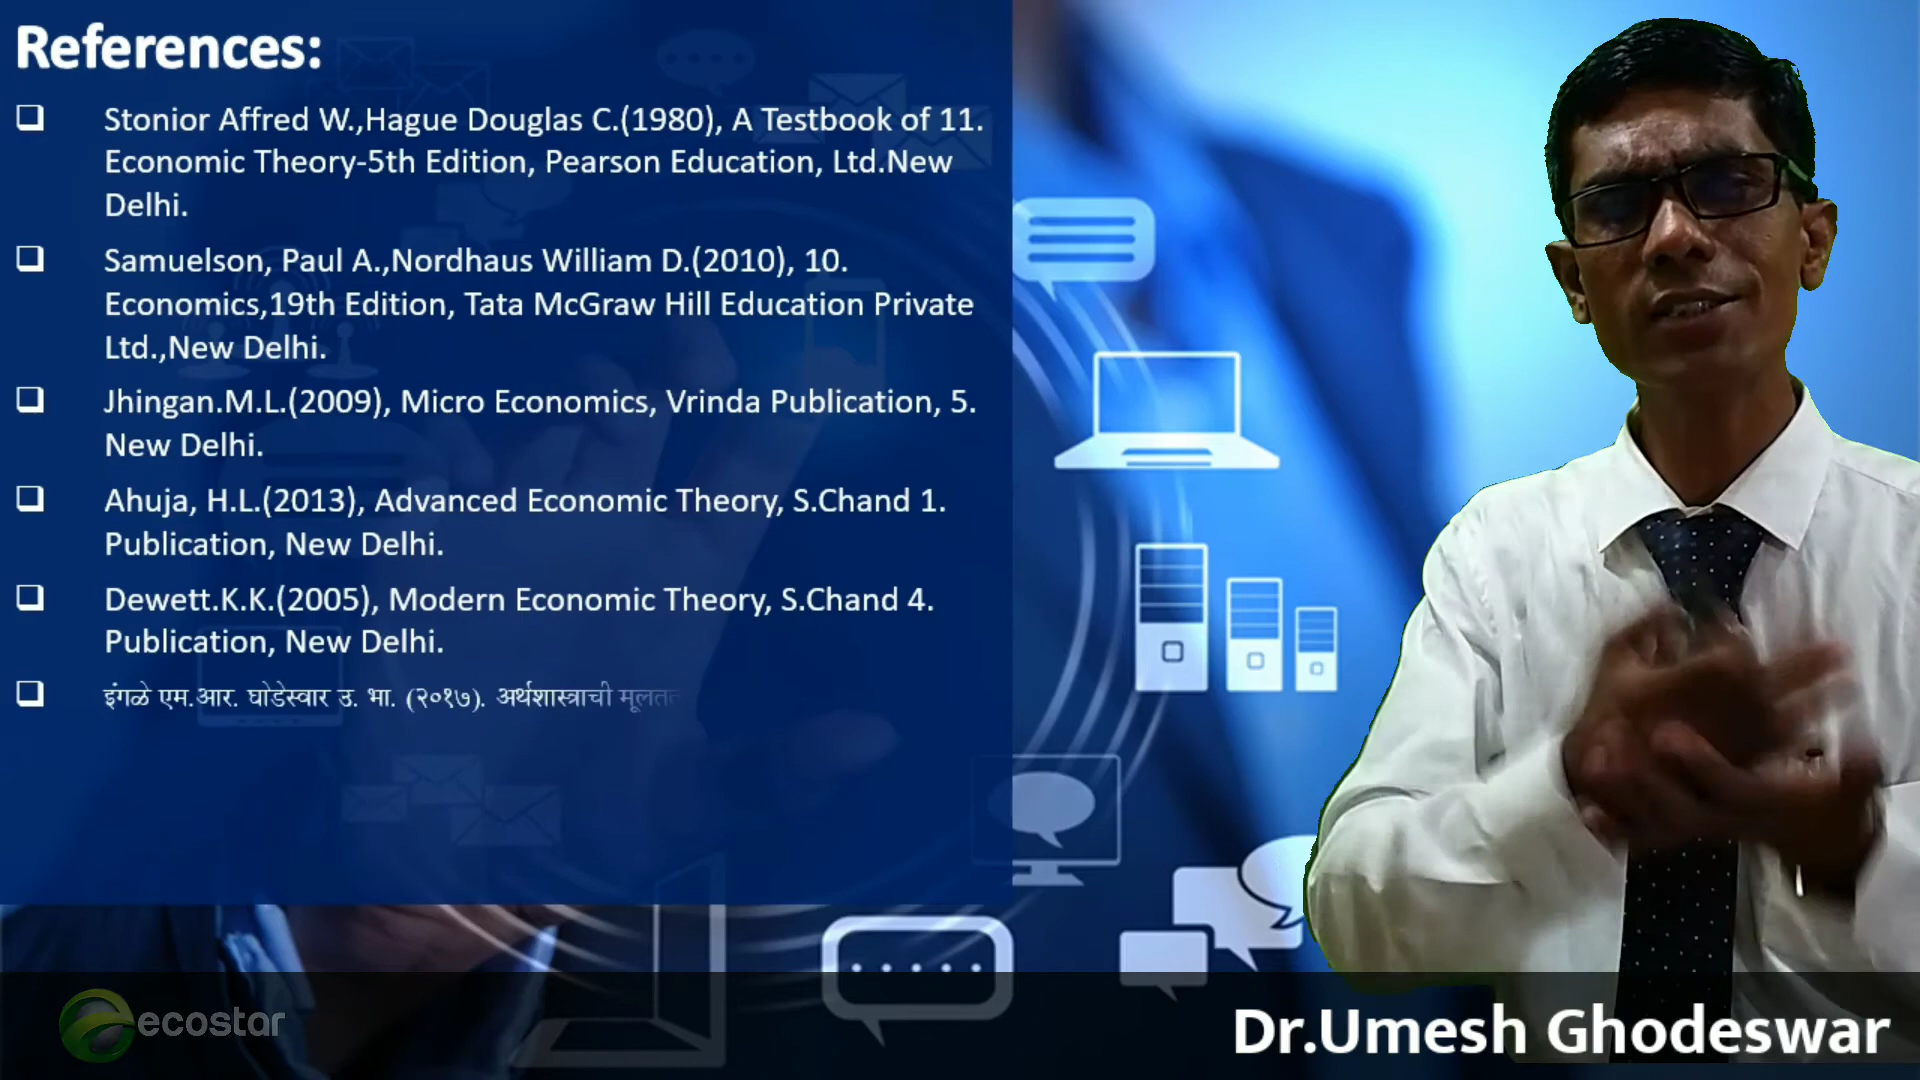 References:
Stonior Affred W.,Hague Douglas C.(1980), A Testbook of 11.
Economic Theory-5th Edition, Pearson Education, Ltd.New
Delhi.
Samuelson, Paul A.,Nordhaus William D.(2010), 10.
Economics,19th Edition, Tata McGraw Hill Education Private
Ltd.,New Delhi.
Jhingan.M.L.(2009), Micro Economics, Vrinda Publication, 5.
New Delhi.
Ahuja, H.L.(2013), Advanced Economic Theory, S.Chand 1.
Publication, New Delhi.
Dewett.K.K.(2005), Modern Economic Theory, S.Chand 4.
Publication, New Delhi.
इंगळे एम.आर. घोडेस्वार उ. भा. (२०१७). अर्थशास्त्राची
ecostar
Dr.Umesh Ghodeswar